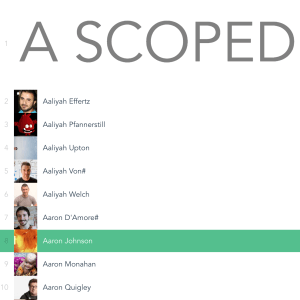 1 A SCOPED
2 Aaliyah Effertz
3 Aaliyah Pfannerstill
4 Aaliyah Upton
5 Aaliyah Von#
6 Aaliyah Welch
7 Aaron D'Amore#
8 Aaron Johnson
9 Aaron Monahan
10 Aaron Quigley